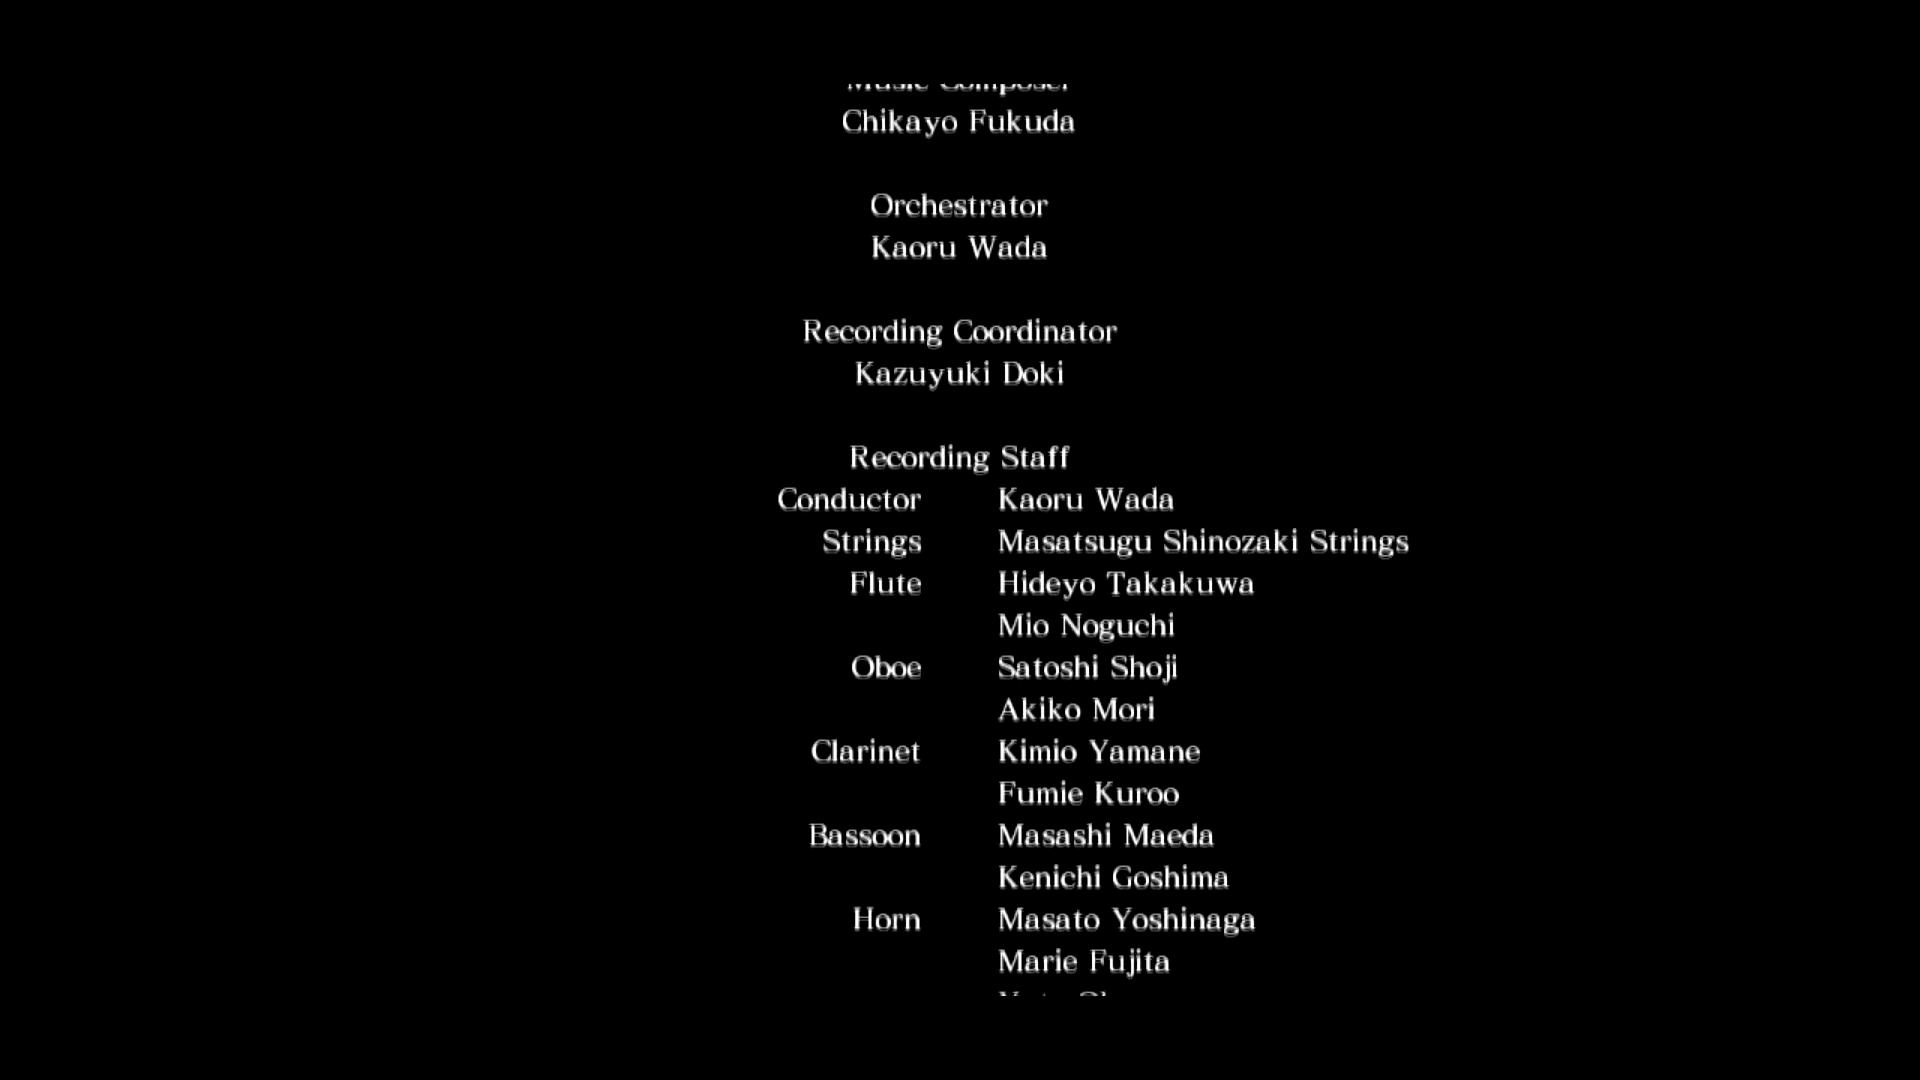 Music Composer
Chikayo Fukuda
Orchestrator
Kaoru Wada
Recording Coordinator
Kazuyuki Doki
Recording Staff
Conductor Kaoru Wada
Strings Masatsugu Shinozaki Strings
Flute Hideyo Takakuwa
Mio Noguchi
Oboe Satoshi Shoji
Akiko Mori
Clarinet Kimio Yamane
Fumie Kuroo
Bassoon Masashi Maeda
Kenichi Goshima
Horn Masato Yoshinaga
Marie Fujita